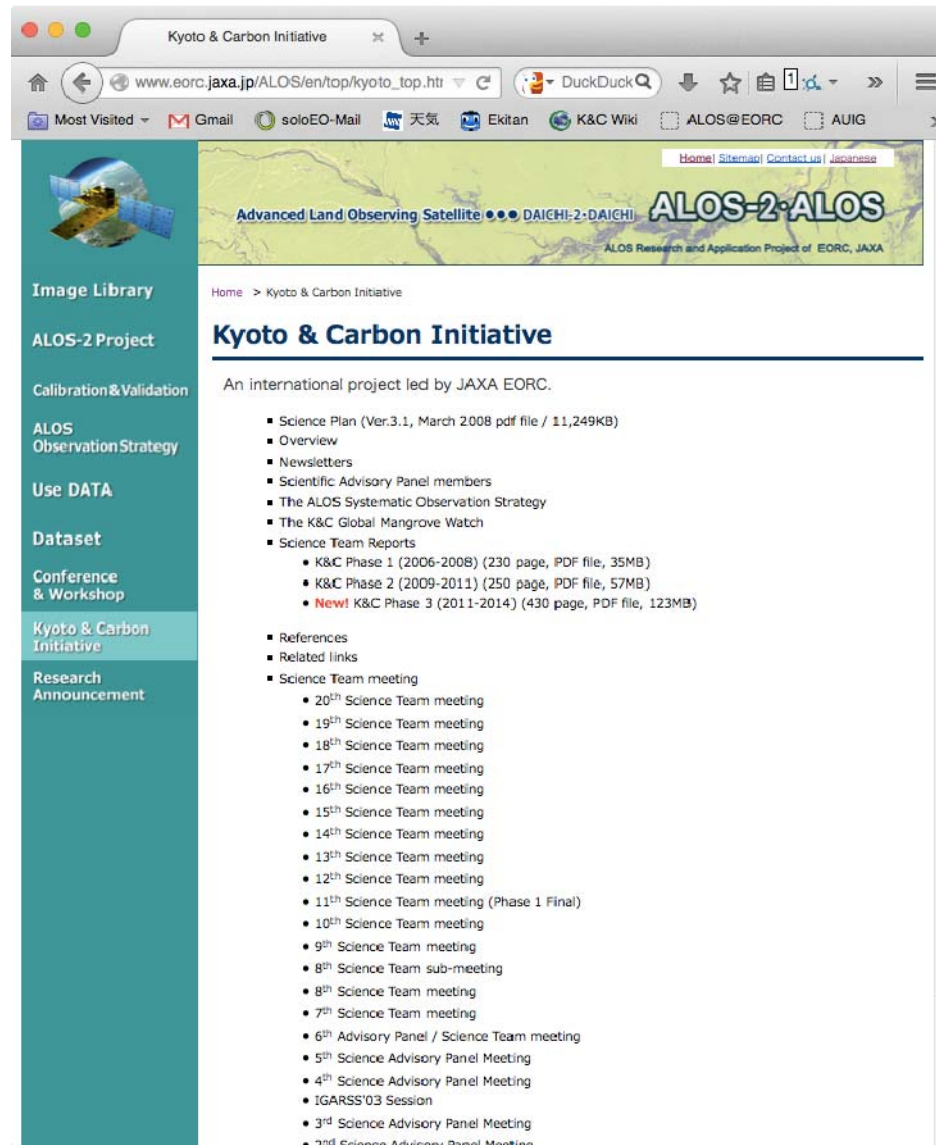 Kyoto & Carbon Initiative
www.eorc.jaxa.jp/ALOS/en/top/kyoto_top.htr
DuckDuck
1
Most Visited Gmail soloEO-Mail 天気 Ekitan K&C Wiki ALOS@EORC AUIG
Home| Sitemap| Contact us| Japanese
Advanced Land Observing Satellite ●●● DAICHI-2•DAICHI ALOS-2•ALOS
ALOS Research and Application Project of EORC, JAXA
Image Library
ALOS-2 Project
Calibration&Validation
ALOS
Observation Strategy
Use DATA
Dataset
Conference
& Workshop
Kyoto & Carbon
Initiative
Research
Announcement
Home > Kyoto & Carbon Initiative
Kyoto & Carbon Initiative
An international project led by JAXA EORC.
▪ Science Plan (Ver.3.1, March 2008 pdf file / 11,249KB)
▪ Overview
▪ Newsletters
▪ Scientific Advisory Panel members
▪ The ALOS Systematic Observation Strategy
▪ The K&C Global Mangrove Watch
▪ Science Team Reports
• K&C Phase 1 (2006-2008) (230 page, PDF file, 35MB)
• K&C Phase 2 (2009-2011) (250 page, PDF file, 57MB)
• New! K&C Phase 3 (2011-2014) (430 page, PDF file, 123MB)
▪ References
▪ Related links
▪ Science Team meeting
• 20th Science Team meeting
• 19th Science Team meeting
• 18th Science Team meeting
• 17th Science Team meeting
• 16th Science Team meeting
• 15th Science Team meeting
• 14th Science Team meeting
• 13th Science Team meeting
• 12th Science Team meeting
• 11th Science Team meeting (Phase 1 Final)
• 10th Science Team meeting
• 9th Science Team meeting
• 8th Science Team sub-meeting
• 8th Science Team meeting
• 7th Science Team meeting
• 6th Advisory Panel / Science Team meeting
• 5th Science Advisory Panel Meeting
• 4th Science Advisory Panel Meeting
• IGARSS'03 Session
• 3rd Science Advisory Panel Meeting
• 2nd Science Advisory Panel Meeting